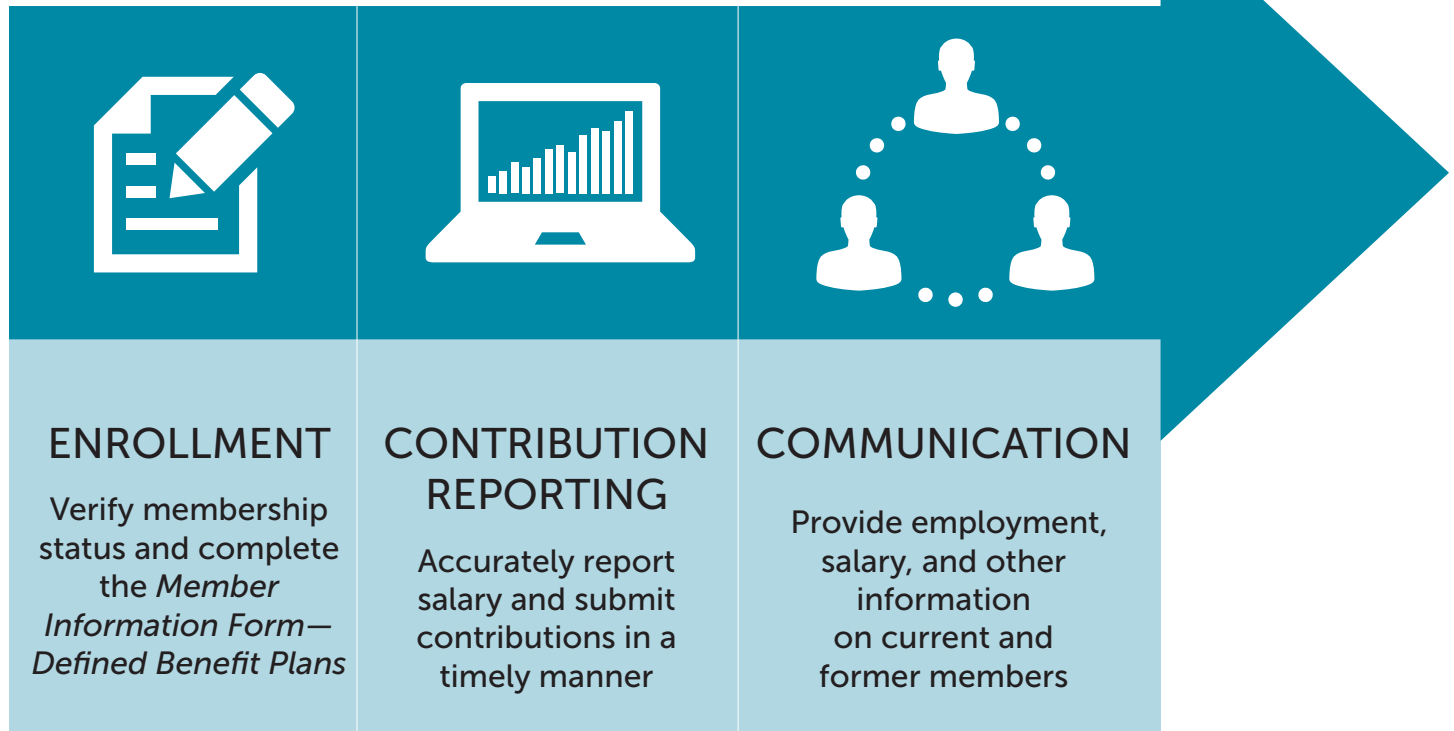 ENROLLMENT
Verify membership
status and complete
the Member
Information Form—
Defined Benefit Plans
CONTRIBUTION
REPORTING
Accurately report
salary and submit
contributions in a
timely manner
COMMUNICATION
Provide employment,
salary, and other
information
on current and
former members